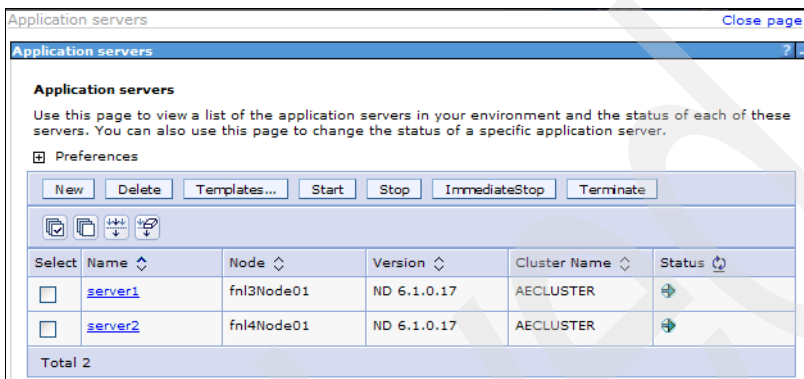 Application servers Close page
Application servers ? -
Application servers
Use this page to view a list of the application servers in your environment and the status of each of these
servers. You can also use this page to change the status of a specific application server.
Preferences
New Delete Templates... Start Stop ImmediateStop Terminate
Select Name Node Version Cluster Name Status
server1 fnl3Node01 ND 6.1.0.17 AECLUSTER
server2 fnl4Node01 ND 6.1.0.17 AECLUSTER
Total 2